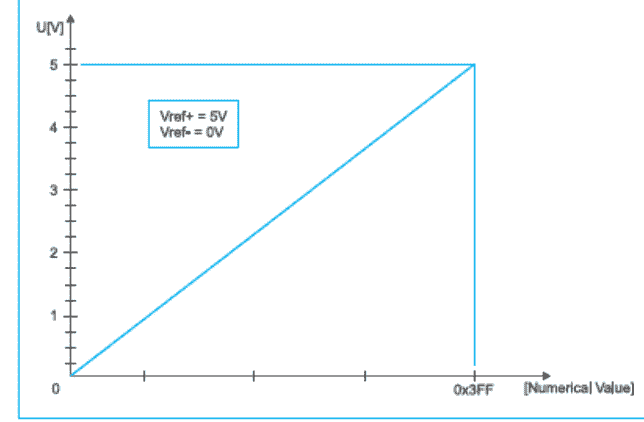 U[V]
5
Vref+ = 5V
Vref- = 0V
4
3
2
1
0
0x3FF
[Numerical Value]